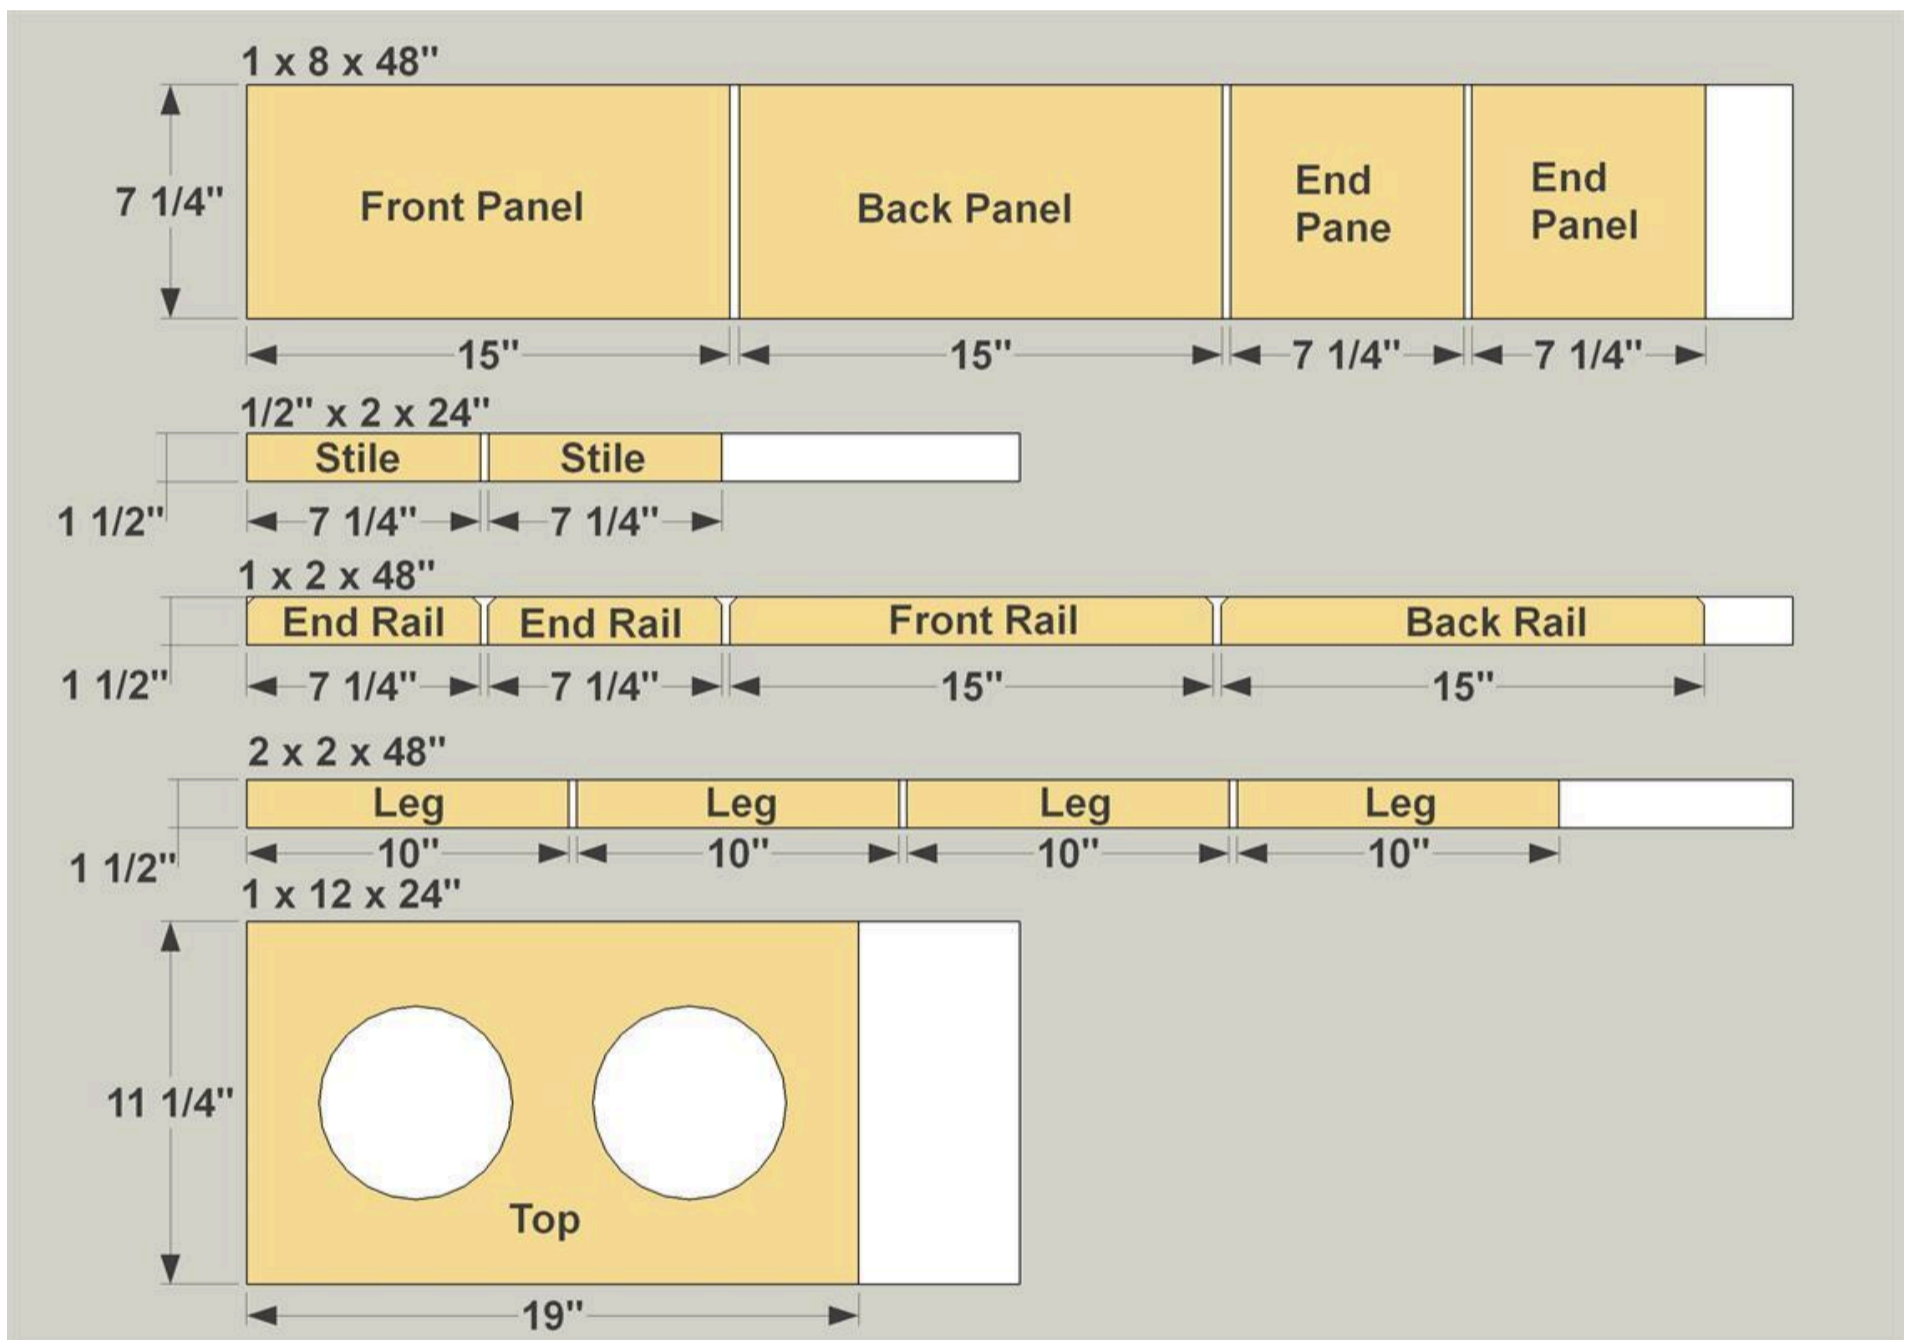 1 x 8 x 48"
7 1/4"
Front Panel
Back Panel
End
Pane
End
Panel
15"
15"
7 1/4"
7 1/4"
1/2" x 2 x 24"
Stile
Stile
1 1/2"
7 1/4"
7 1/4"
1 x 2 x 48"
End Rail
End Rail
Front Rail
Back Rail
1 1/2"
7 1/4"
7 1/4"
15"
15"
2 x 2 x 48"
Leg
Leg
Leg
Leg
1 1/2"
10"
10"
10"
10"
1 x 12 x 24"
11 1/4"
Top
19"